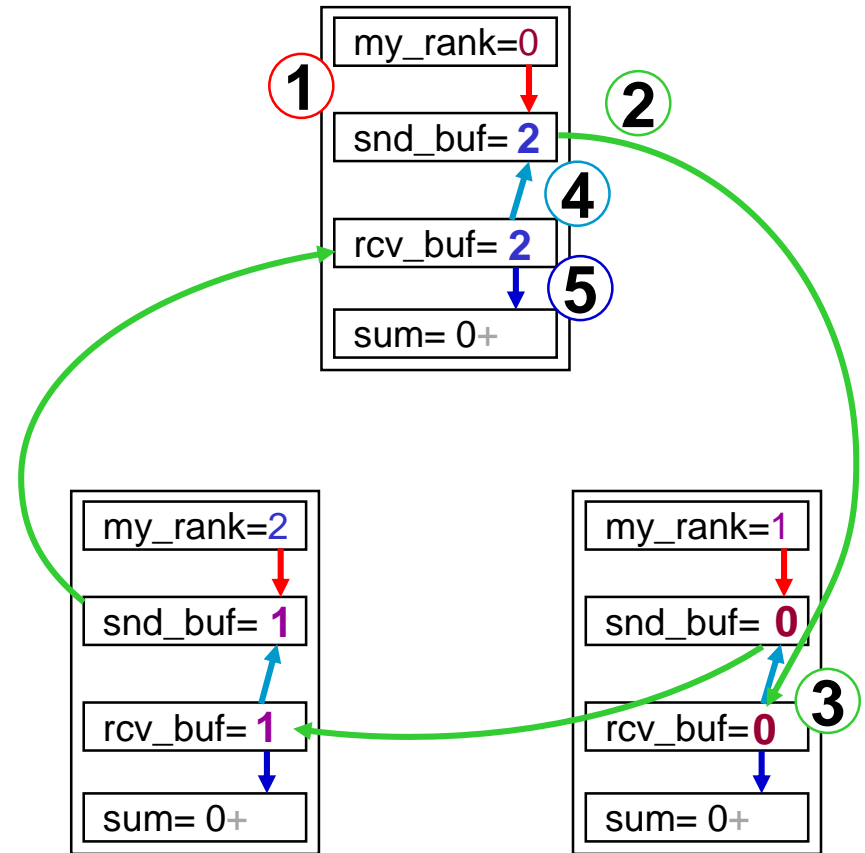 my_rank=0
1
2
snd_buf= 2
4
rcv_buf= 2
5
sum= 0+
my_rank=2
snd_buf= 1
rcv_buf= 1
sum= 0+
my_rank=1
snd_buf= 0
3
rcv_buf=0
sum= 0+